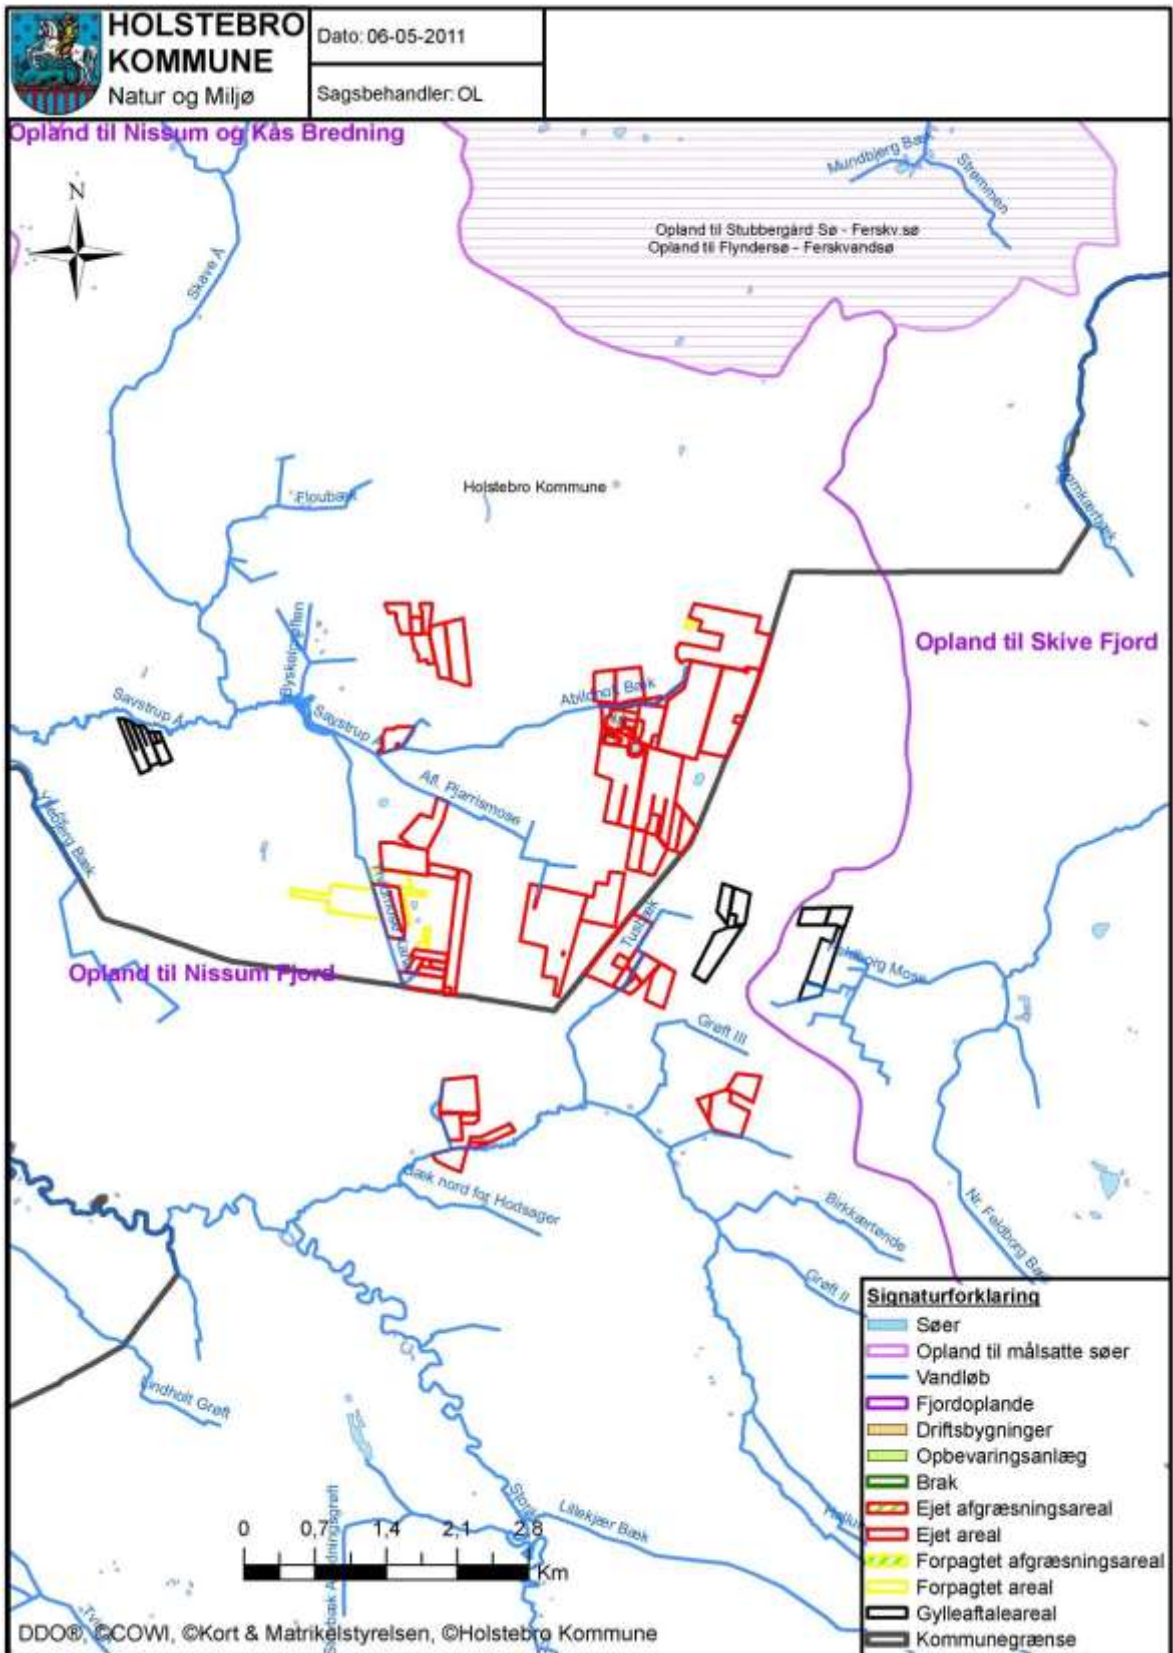 HOLSTEBRO
KOMMUNE
Natur og Miljø
Dato: 06-05-2011
Sagsbehandler: OL
Opland til Nissum og Kås Bredning
N
Mundbjerg Bæk
Strømmen
Opland til Stubbergård Sø - Ferskv.sø
Opland til Flyndersø - Ferskvandsø
Skave Å
Floubæk
Holstebro Kommune
Opland til Skive Fjord
Savstrup Å
Savstrup Å
Bæk
Afl. Pjarrismose
Bæk
Tusbæk
Opland til Nissum Fjord
Mose
Grøft III
Bæk nord for Hodsager
Birkkærtende
Nr. Feldborg
Grøft II
Lindholt Grøft
Lillekjær Bæk
0 0,7 1,4 2,1 2,8
Km
Signaturforklaring
Søer
Opland til målsatte søer
Vandløb
Fjordoplande
Driftsbygninger
Opbevaringsanlæg
Brak
Ejet afgræsningsareal
Ejet areal
Forpagtet afgræsningsareal
Forpagtet areal
Gylleaftaleareal
Kommunegrænse
DDO®, ©COWI, ©Kort & Matrikelstyrelsen, ©Holstebro Kommune